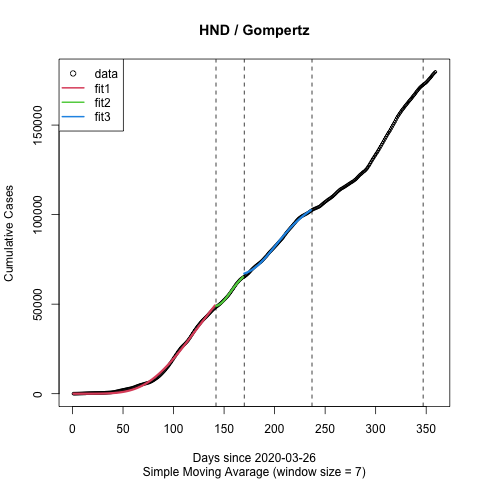 HND / Gompertz
data
fit1
fit2
fit3
Cumulative Cases
0
50000
100000
150000
0 50 100 150 200 250 300 350
Days since 2020-03-26
Simple Moving Avarage (window size = 7)